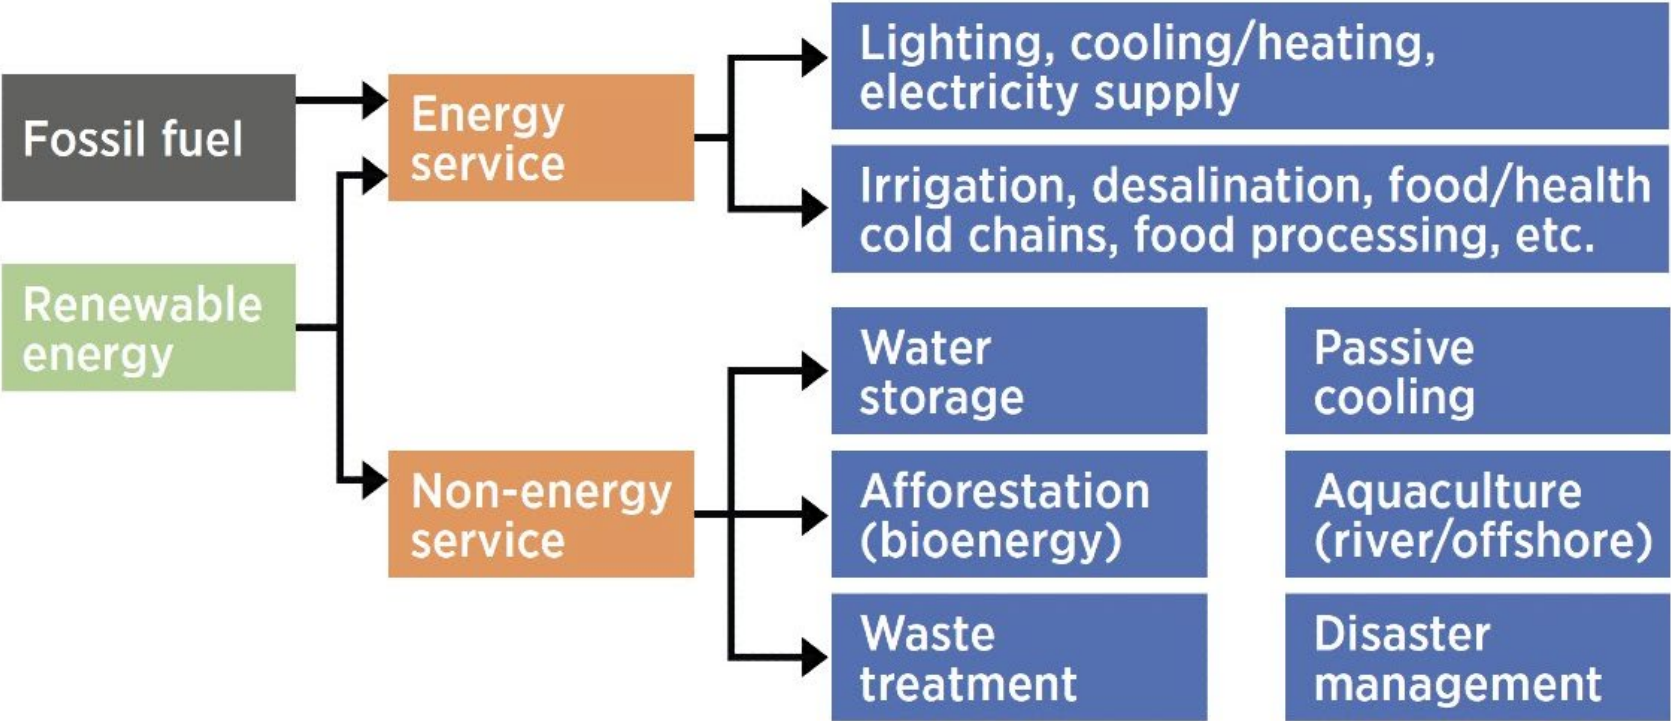 Fossil fuel
Renewable
energy
Energy
service
Non-energy
service
Lighting, cooling/heating,
electricity supply
Irrigation, desalination, food/health
cold chains, food processing, etc.
Water
storage
Passive
cooling
Afforestation
(bioenergy)
Aquaculture
(river/offshore)
Waste
treatment
Disaster
management